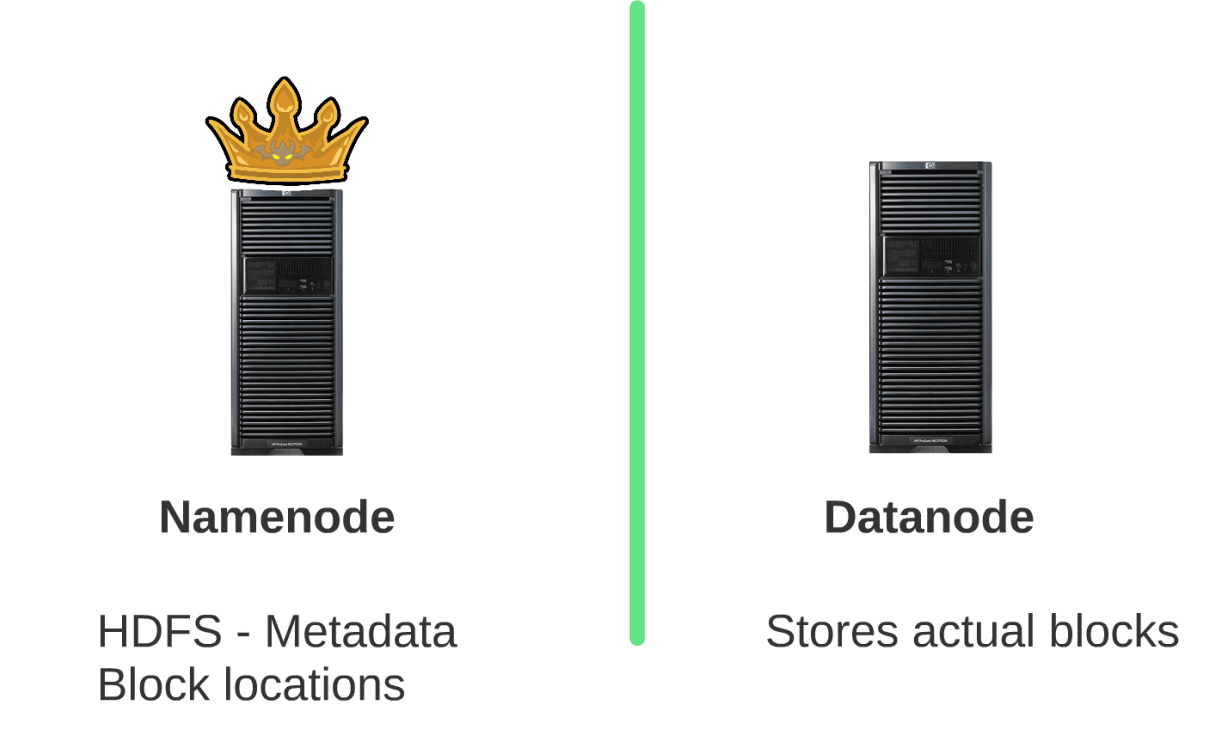 Namenode
HDFS - Metadata
Block locations
Datanode
Stores actual blocks